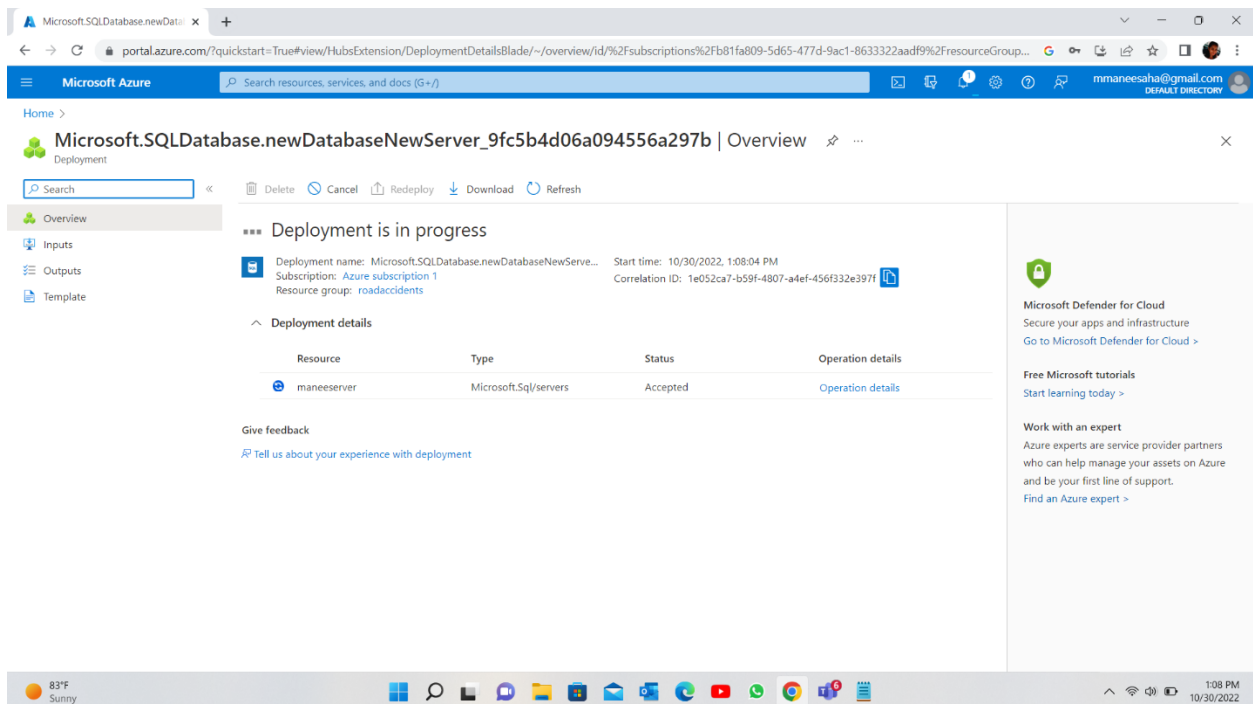 Microsoft.SQLDatabase.newData
portal.azure.com/?quickstart=True#view/HubsExtension/DeploymentDetailsBlade/~/overview/id/%2Fsubscriptions%2Fb81fa809-5d65-477d-9ac1-8633322aadf9%2FresourceGroup...
Microsoft Azure
Search resources, services, and docs (G+/)
1
mmaneesaha@gmail.com
DEFAULT DIRECTORY
Home >
Microsoft.SQLDatabase.newDatabaseNewServer_9fc5b4d06a094556a297b | Overview
Deployment
Search
Delete Cancel Redeploy Download Refresh
Overview
Inputs
Outputs
Template
Deployment is in progress
Deployment name: Microsoft.SQLDatabase.newDatabaseNewServe...
Subscription: Azure subscription 1
Resource group: roadaccidents
Start time: 10/30/2022, 1:08:04 PM
Correlation ID: 1e052ca7-b59f-4807-a4ef-456f332e397f
Deployment details
Resource Type Status Operation details
maneeserver Microsoft.Sql/servers Accepted Operation details
Give feedback
Tell us about your experience with deployment
Microsoft Defender for Cloud
Secure your apps and infrastructure
Go to Microsoft Defender for Cloud >
Free Microsoft tutorials
Start learning today >
Work with an expert
Azure experts are service provider partners
who can help manage your assets on Azure
and be your first line of support.
Find an Azure expert >
83°F
Sunny
6
1:08 PM
10/30/2022